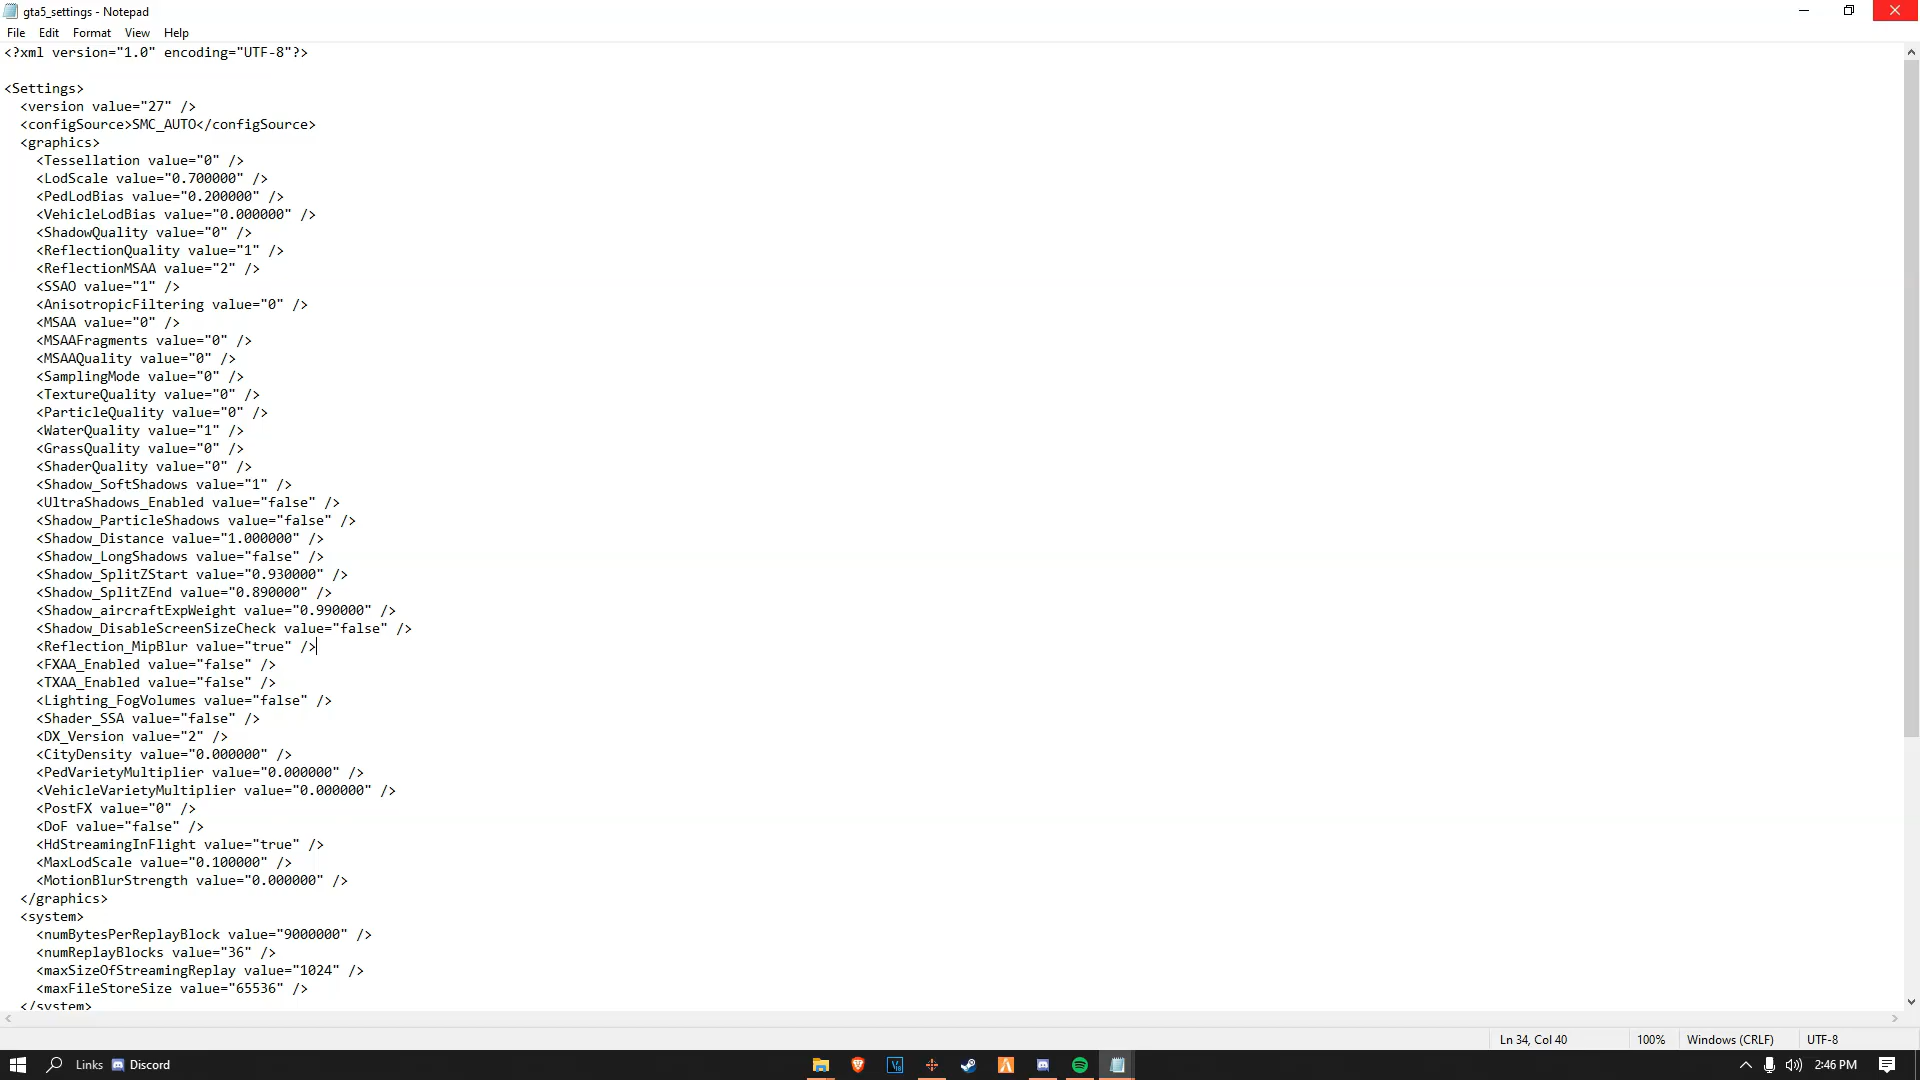 gta5_settings - Notepad
File Edit Format View Help
<?xml version="1.0" encoding="UTF-8"?>
<Settings>
<version value="27" />
<configSource>SMC_AUTO</configSource>
<graphics>
<Tessellation value="0" />
<LodScale value="0.700000" />
<PedLodBias value="0.200000" />
<VehicleLodBias value="0.000000" />
<ShadowQuality value="0" />
<ReflectionQuality value="1" />
<ReflectionMSAA value="2" />
<SSAO value="1" />
<AnisotropicFiltering value="0" />
<MSAA value="0" />
<MSAAFragments value="0" />
<MSAAQuality value="0" />
<SamplingMode value="0" />
<TextureQuality value="0" />
<ParticleQuality value="0" />
<WaterQuality value="1" />
<GrassQuality value="0" />
<ShaderQuality value="0" />
<Shadow_SoftShadows value="1" />
<UltraShadows_Enabled value="false" />
<Shadow_ParticleShadows value="false" />
<Shadow_Distance value="1.000000" />
<Shadow_LongShadows value="false" />
<Shadow_SplitZStart value="0.930000" />
<Shadow_SplitZEnd value="0.890000" />
<Shadow_aircraftExpWeight value="0.990000" />
<Shadow_DisableScreenSizeCheck value="false" />
<Reflection_MipBlur value="true" />
<FXAA_Enabled value="false" />
<TXAA_Enabled value="false" />
<Lighting_FogVolumes value="false" />
<Shader_SSA value="false" />
<DX_Version value="2" />
<CityDensity value="0.000000" />
<PedVarietyMultiplier value="0.000000" />
<VehicleVarietyMultiplier value="0.000000" />
<PostFX value="0" />
<DoF value="false" />
<HdStreamingInFlight value="true" />
<MaxLodScale value="0.100000" />
<MotionBlurStrength value="0.000000" />
</graphics>
<system>
<numBytesPerReplayBlock value="9000000" />
<numReplayBlocks value="36" />
<maxSizeOfStreamingReplay value="1024" />
<maxFileStoreSize value="65536" />
</system>
Ln 34, Col 40 100% Windows (CRLF) UTF-8
Links Discord 2:46 PM